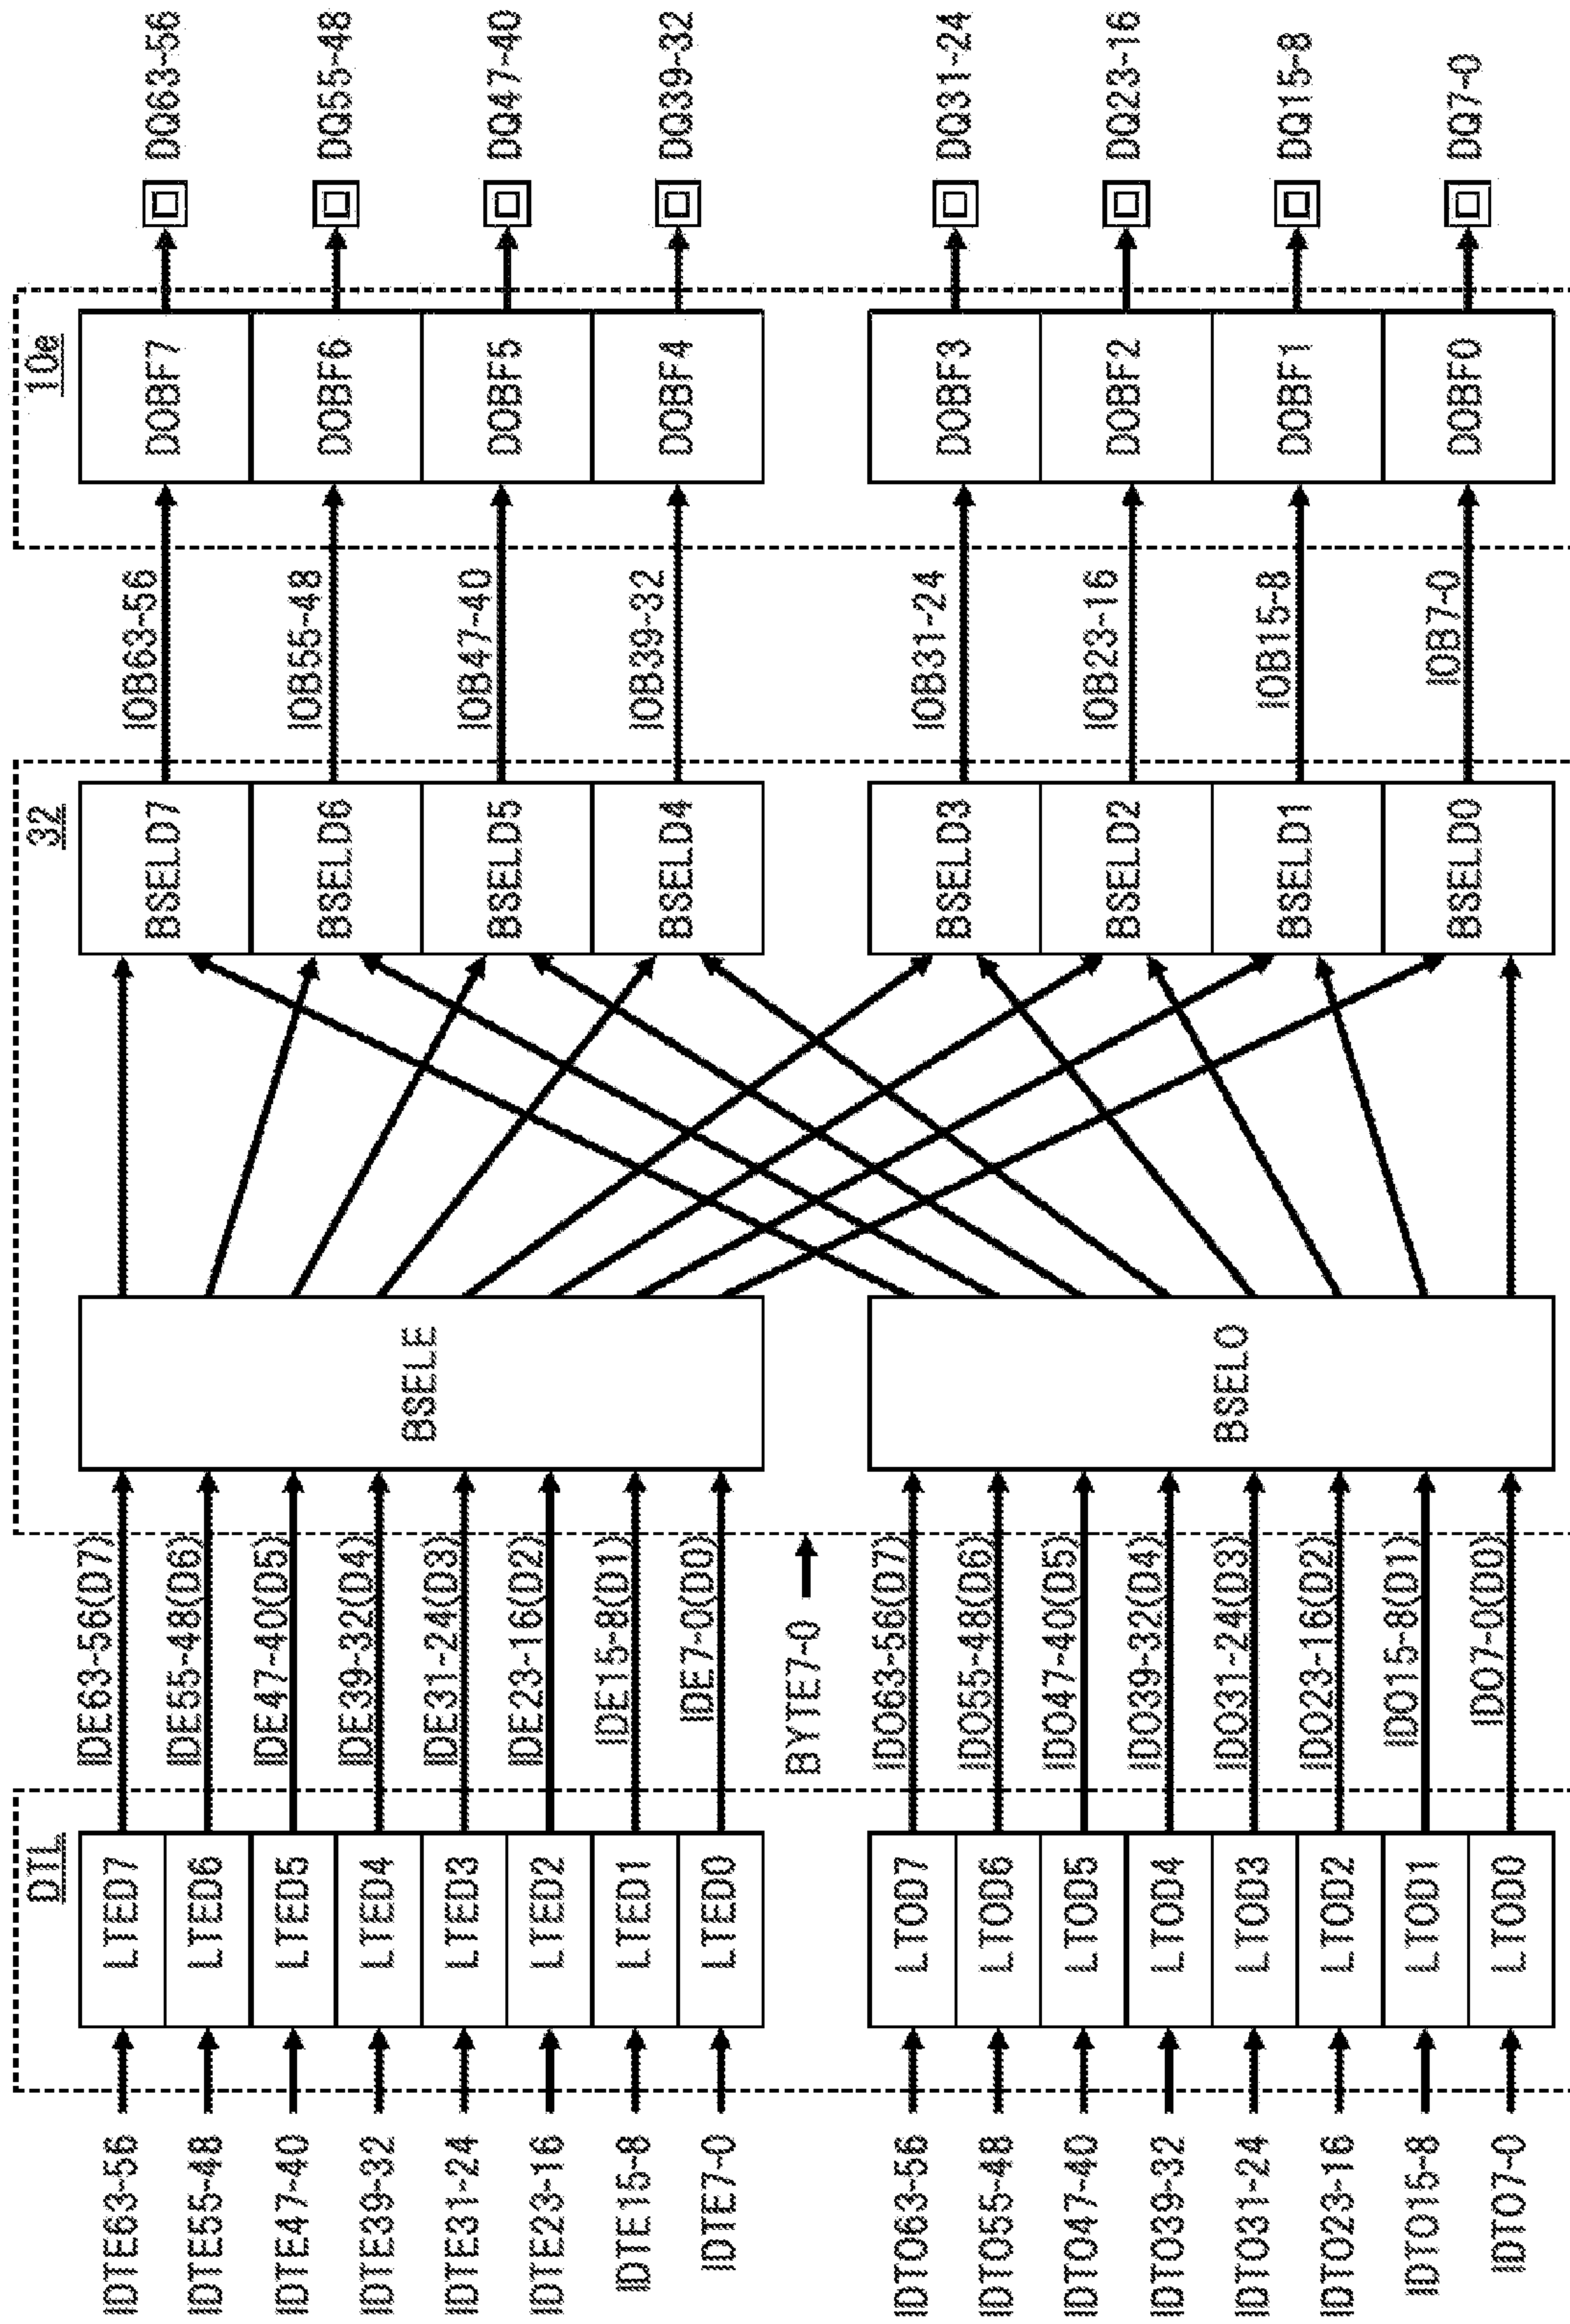 DTL
32
10e
IDTE63-56
IDTE55-48
IDTE47-40
IDTE39-32
IDTE31-24
IDTE23-16
IDTE15-8
IDTE7-0
LTED7
LTED6
LTED5
LTED4
LTED3
LTED2
LTED1
LTED0
IDE63-56(D7)
IDE55-48(D6)
IDE47-40(D5)
IDE39-32(D4)
IDE31-24(D3)
IDE23-16(D2)
IDE15-8(D1)
IDE7-0(D0)
BSELE
BSELD7
BSELD6
BSELD5
BSELD4
IOB63-56
IOB55-48
IOB47-40
IOB39-32
DOBF7
DOBF6
DOBF5
DOBF4
DQ63-56
DQ55-48
DQ47-40
DQ39-32
BYTE7-0
IDTO63-56
IDTO55-48
IDTO47-40
IDTO39-32
IDTO31-24
IDTO23-16
IDTO15-8
IDTO7-0
LTOD7
LTOD6
LTOD5
LTOD4
LTOD3
LTOD2
LTOD1
LTOD0
IDO63-56(D7)
IDO55-48(D6)
IDO47-40(D5)
IDO39-32(D4)
IDO31-24(D3)
IDO23-16(D2)
IDO15-8(D1)
IDO7-0(D0)
BSELO
BSELD3
BSELD2
BSELD1
BSELD0
IOB31-24
IOB23-16
IOB15-8
IOB7-0
DOBF3
DOBF2
DOBF1
DOBF0
DQ31-24
DQ23-16
DQ15-8
DQ7-0